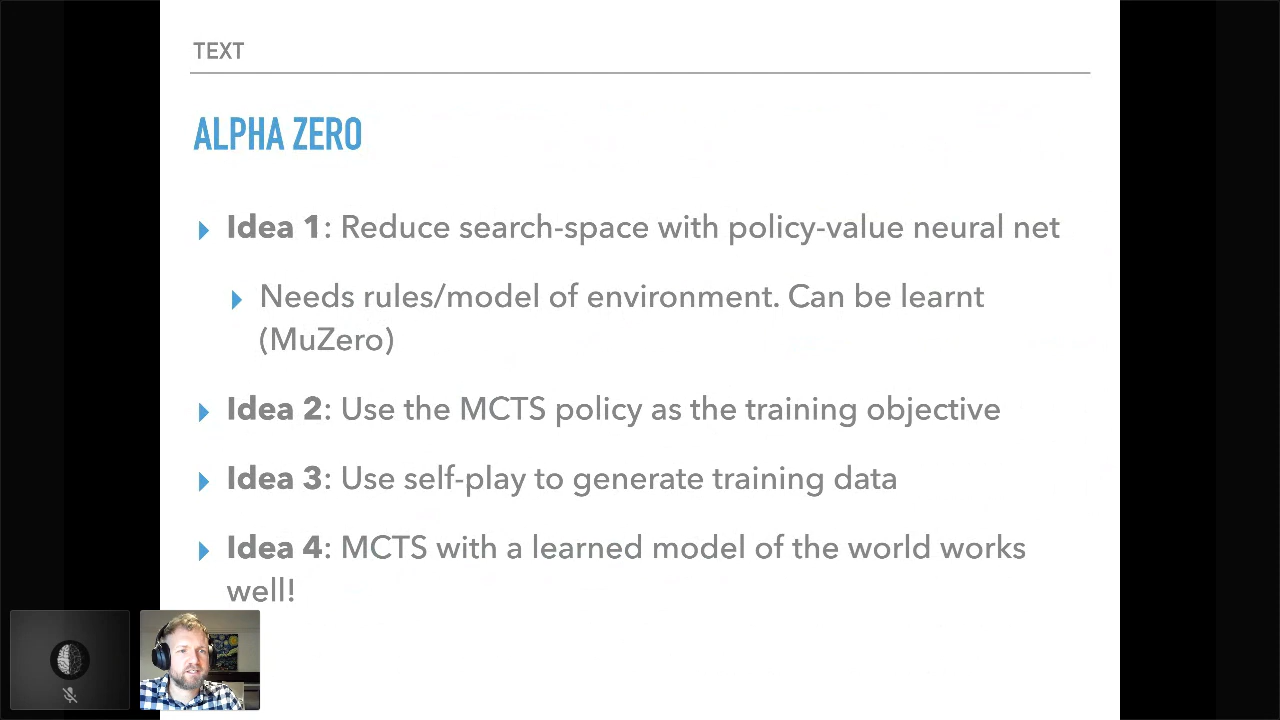 TEXT
ALPHA ZERO
Idea 1: Reduce search-space with policy-value neural net
Needs rules/model of environment. Can be learnt
(MuZero)
Idea 2: Use the MCTS policy as the training objective
Idea 3: Use self-play to generate training data
Idea 4: MCTS with a learned model of the world works
well!